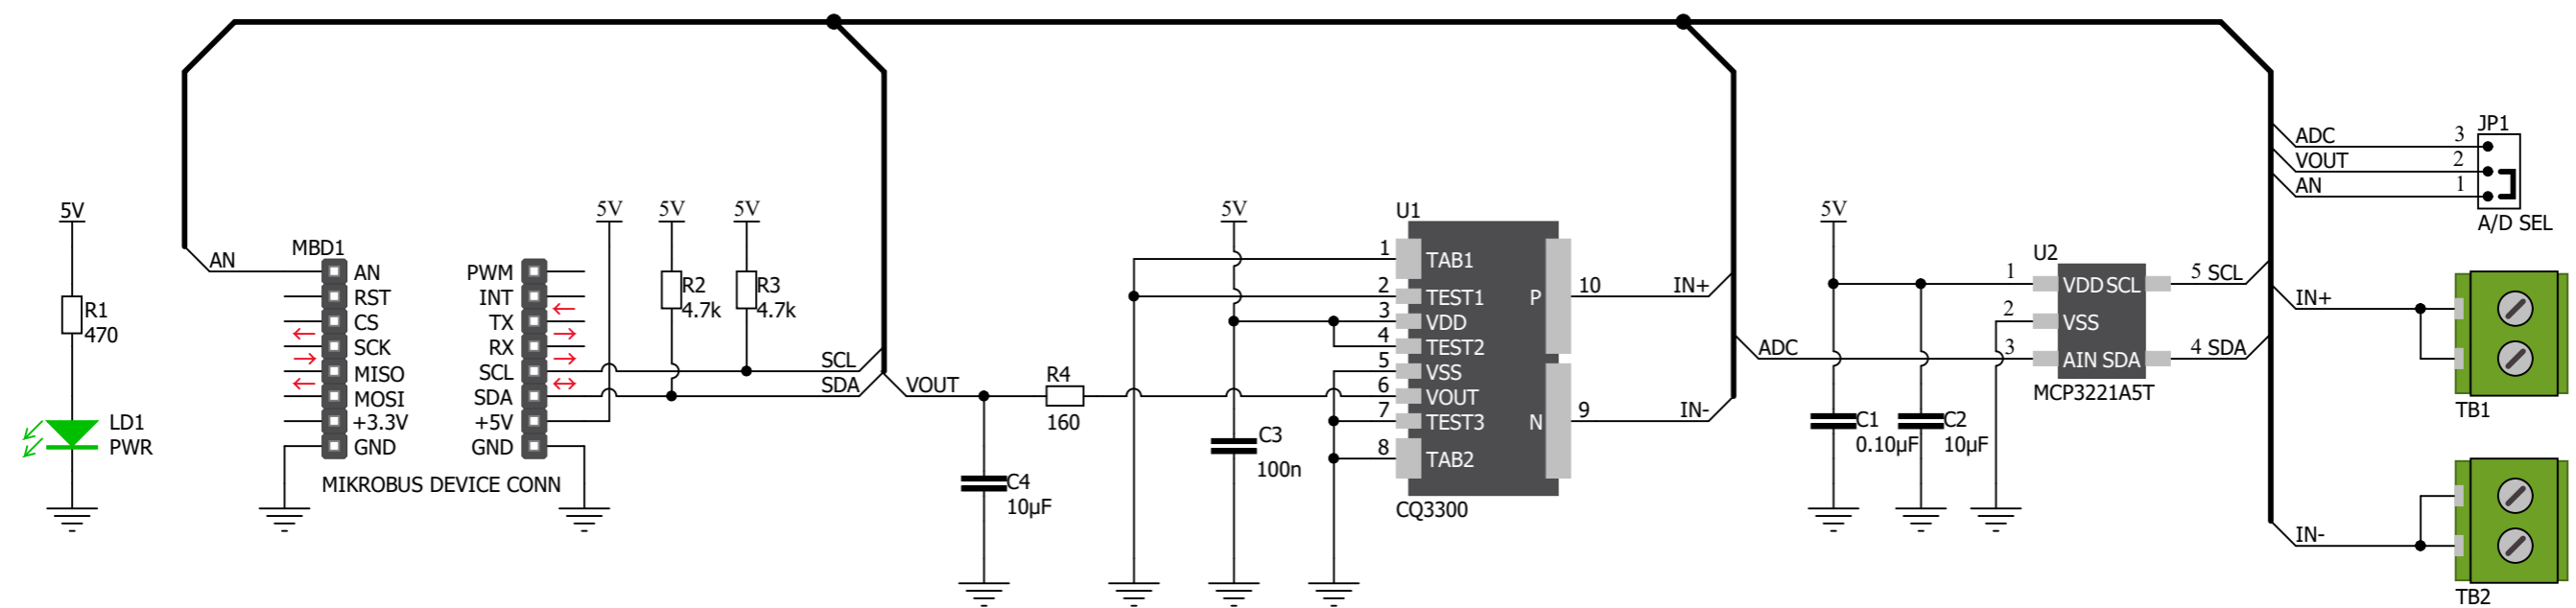 5V
R1
470
LD1
PWR
AN
MBD1
AN
RST
CS
SCK
MISO
MOSI
+3.3V
GND
PWM
INT
TX
RX
SCL
SDA
+5V
GND
MIKROBUS DEVICE CONN
5V
5V
5V
R2
4.7k
R3
4.7k
SCL
SDA
VOUT
R4
160
C4
10µF
5V
C3
100n
U1
1 TAB1
2 TEST1
3 VDD
4 TEST2
5 VSS
6 VOUT
7 TEST3
8 TAB2
P 10 IN+
N 9 IN-
CQ3300
ADC
5V
C1
0.10µF
C2
10µF
U2
1 VDD SCL 5 SCL
2 VSS
3 AIN SDA 4 SDA
MCP3221A5T
JP1
ADC 3
VOUT 2
AN 1
A/D SEL
IN+
TB1
IN-
TB2